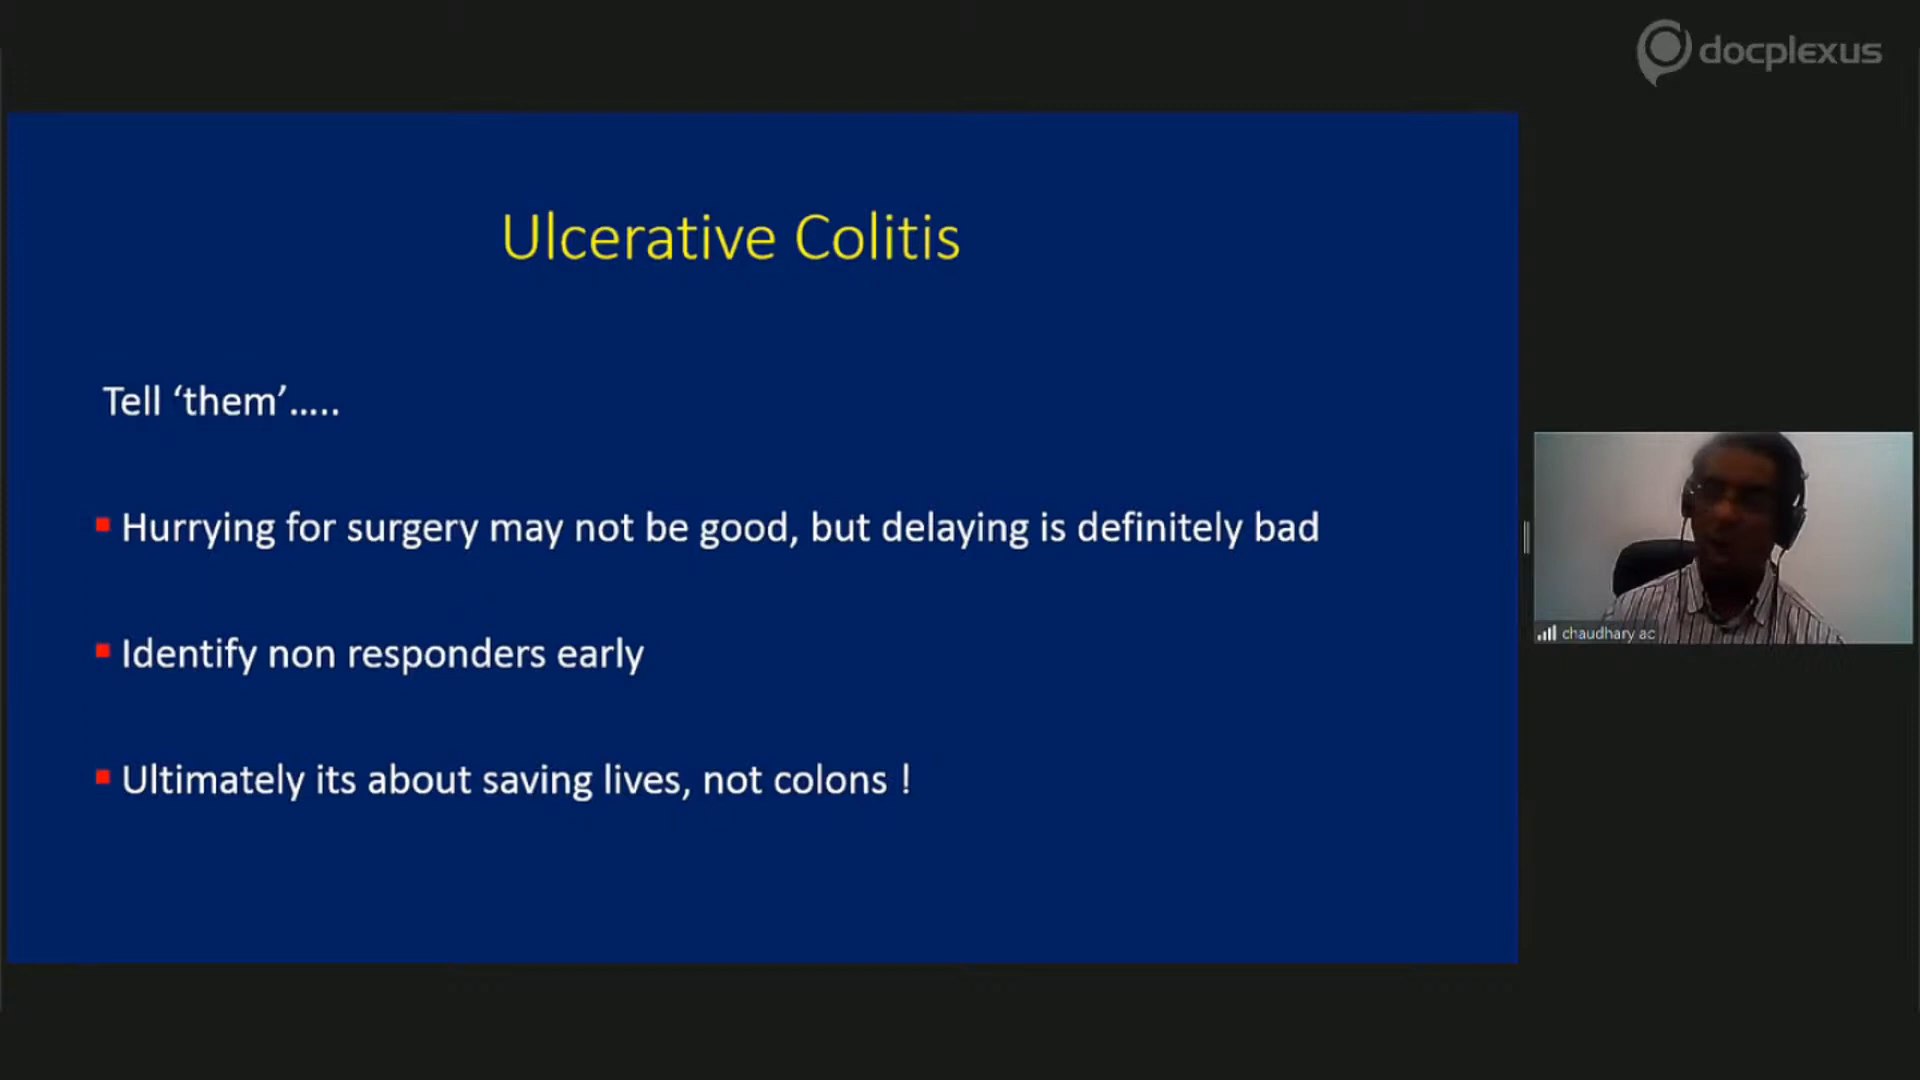 docplexus
Ulcerative Colitis
Tell ‘them’.....
Hurrying for surgery may not be good, but delaying is definitely bad
Identify non responders early
Ultimately its about saving lives, not colons !
chaudhary ac